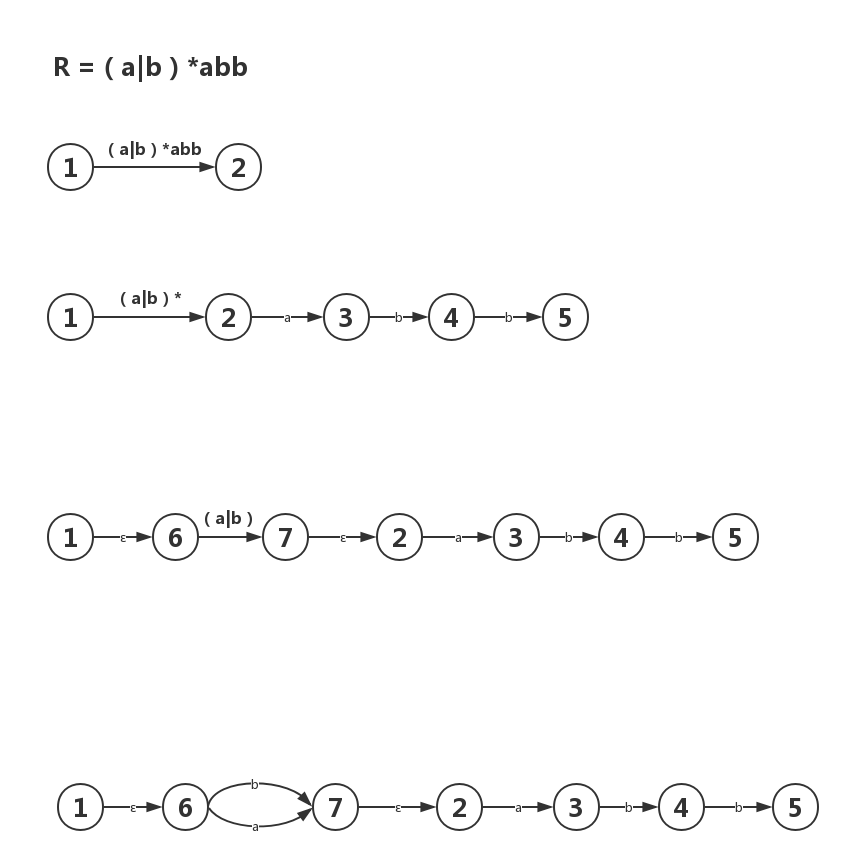 R = ( a|b ) *abb
( a|b ) *abb
1 2
( a|b ) *
1 2 a 3 b 4 b 5
( a|b )
1 ε 6 7 ε 2 a 3 b 4 b 5
b
1 ε 6 7 ε 2 a 3 b 4 b 5
a